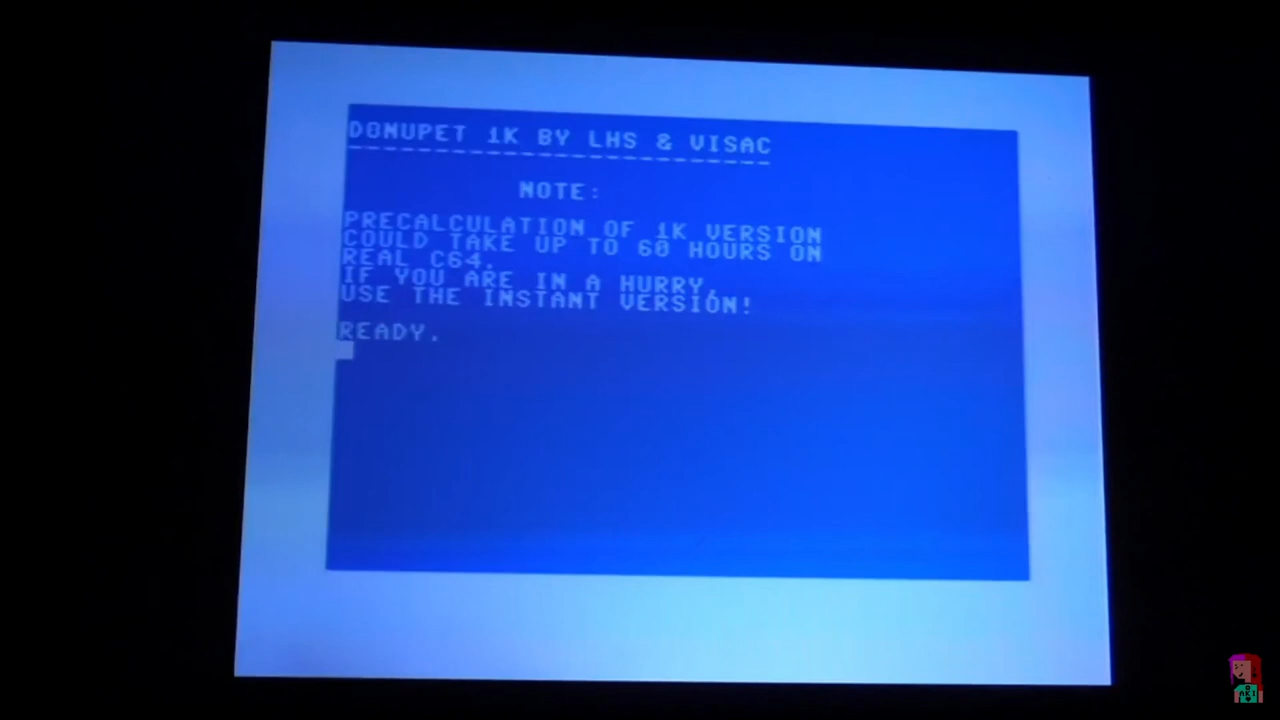 DONUPET 1K BY LHS & VISAC
-------------------------
NOTE:
PRECALCULATION OF 1K VERSION
COULD TAKE UP TO 60 HOURS ON
REAL C64.
IF YOU ARE IN A HURRY,
USE THE INSTANT VERSION!
READY.
AKI